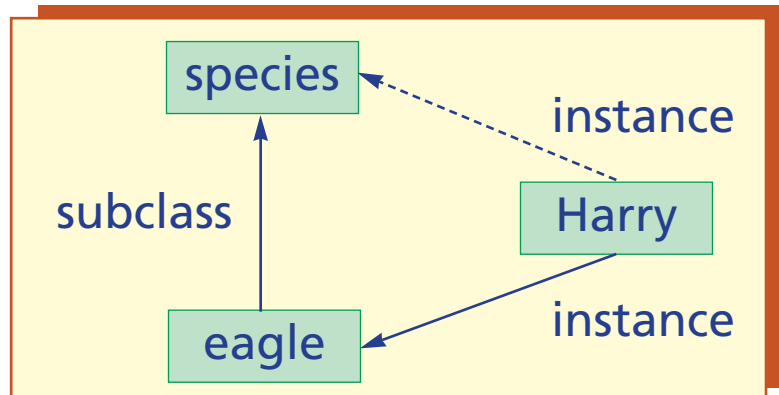 species
instance
subclass
Harry
eagle
instance